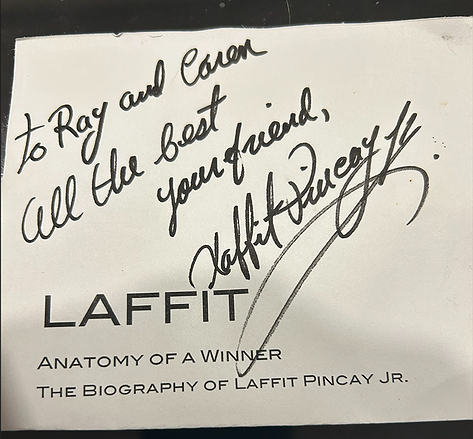 to Ray and Caren
All the best
your friend,
Laffit Pincay Jr.
LAFFIT
ANATOMY OF A WINNER
THE BIOGRAPHY OF LAFFIT PINCAY JR.